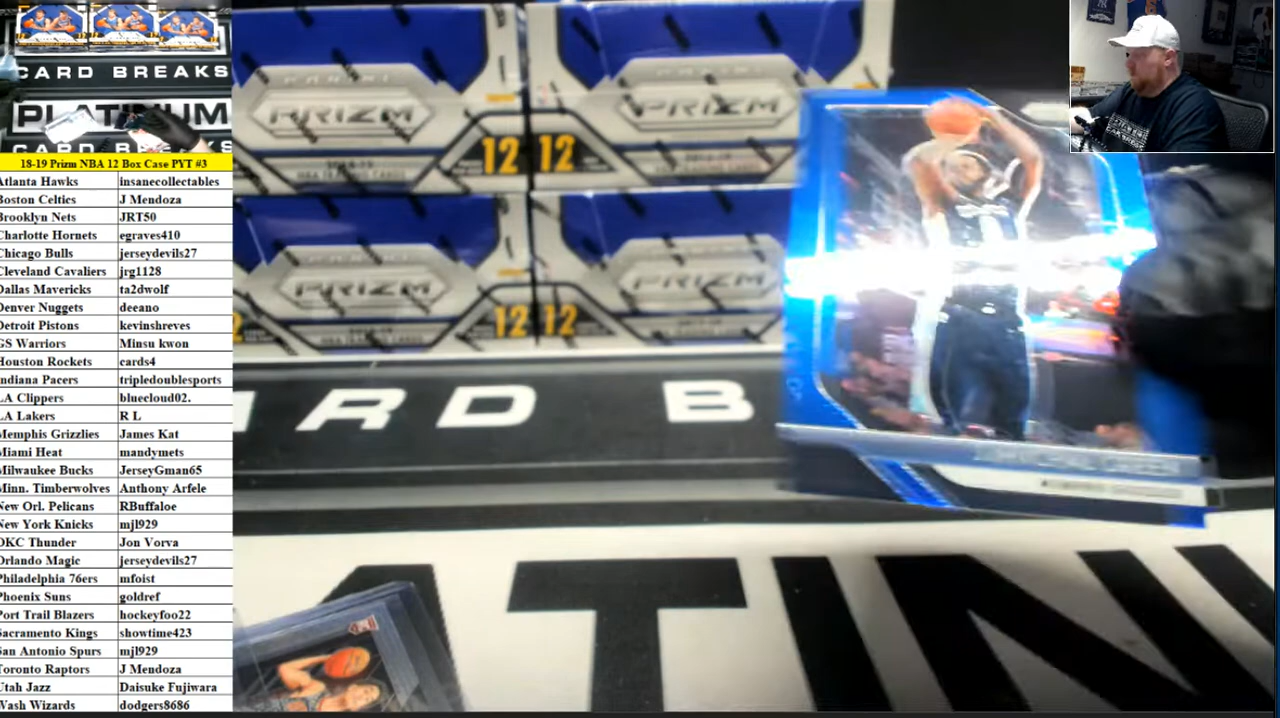 CARD BREAKS
PLATINUM
CARD BREAKS
18-19 Prizm NBA 12 Box Case PYT #3
Atlanta Hawks insanecollectables
Boston Celtics J Mendoza
Brooklyn Nets JRT50
Charlotte Hornets egraves410
Chicago Bulls jerseydevils27
Cleveland Cavaliers jrg1128
Dallas Mavericks ta2dwolf
Denver Nuggets deeano
Detroit Pistons kevinshreves
GS Warriors Minsu kwon
Houston Rockets cards4
Indiana Pacers tripledoublesports
LA Clippers bluecloud02.
LA Lakers R L
Memphis Grizzlies James Kat
Miami Heat mandymets
Milwaukee Bucks JerseyGman65
Minn. Timberwolves Anthony Arfele
New Orl. Pelicans RBuffaloe
New York Knicks mjl929
OKC Thunder Jon Vorva
Orlando Magic jerseydevils27
Philadelphia 76ers mfoist
Phoenix Suns goldref
Port Trail Blazers hockeyfoo22
Sacramento Kings showtime423
San Antonio Spurs mjl929
Toronto Raptors J Mendoza
Utah Jazz Daisuke Fujiwara
Wash Wizards dodgers8686
PANINI PANINI
PRIZM PRIZM
12 12
PRIZM PRIZM
12 12
ARD B
ATIN